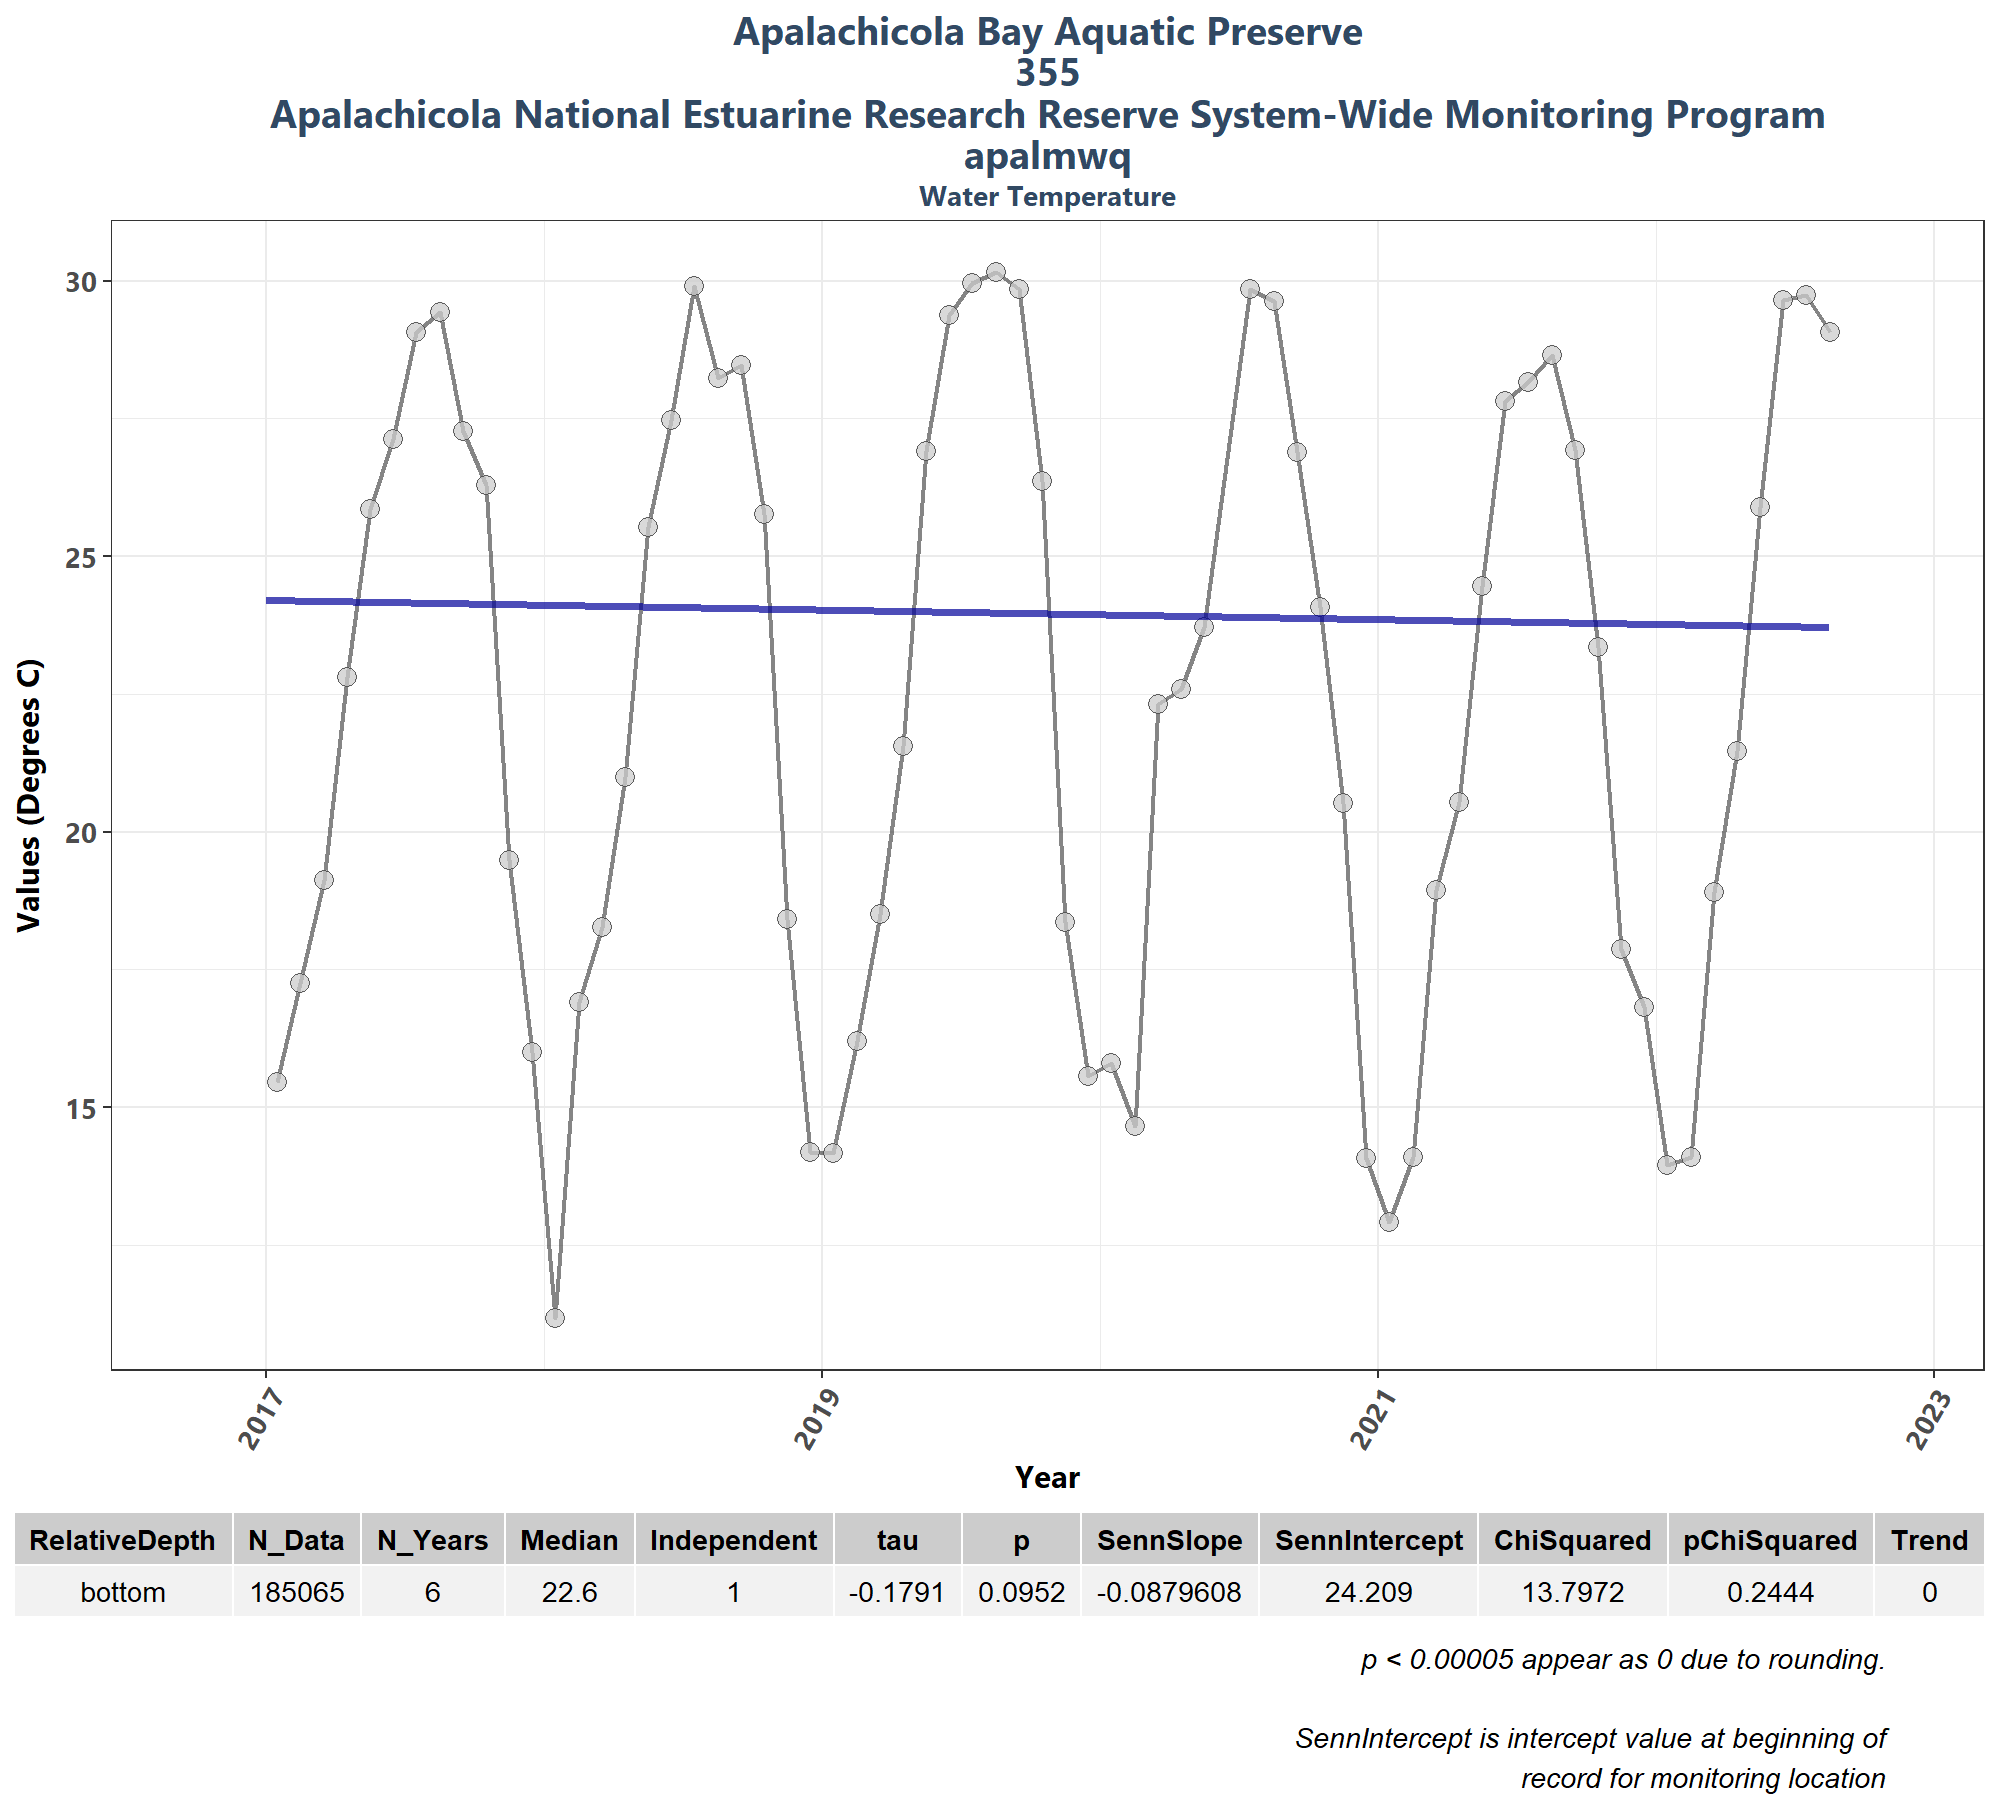 Apalachicola Bay Aquatic Preserve
355
Apalachicola National Estuarine Research Reserve System-Wide Monitoring Program
apalmwq
Water Temperature
30
25
20
15
Values (Degrees C)
2017
2019
2021
2023
Year
RelativeDepth N_Data N_Years Median Independent tau p SennSlope SennIntercept ChiSquared pChiSquared Trend
bottom 185065 6 22.6 1 -0.1791 0.0952 -0.0879608 24.209 13.7972 0.2444 0
p < 0.00005 appear as 0 due to rounding.
SennIntercept is intercept value at beginning of
record for monitoring location